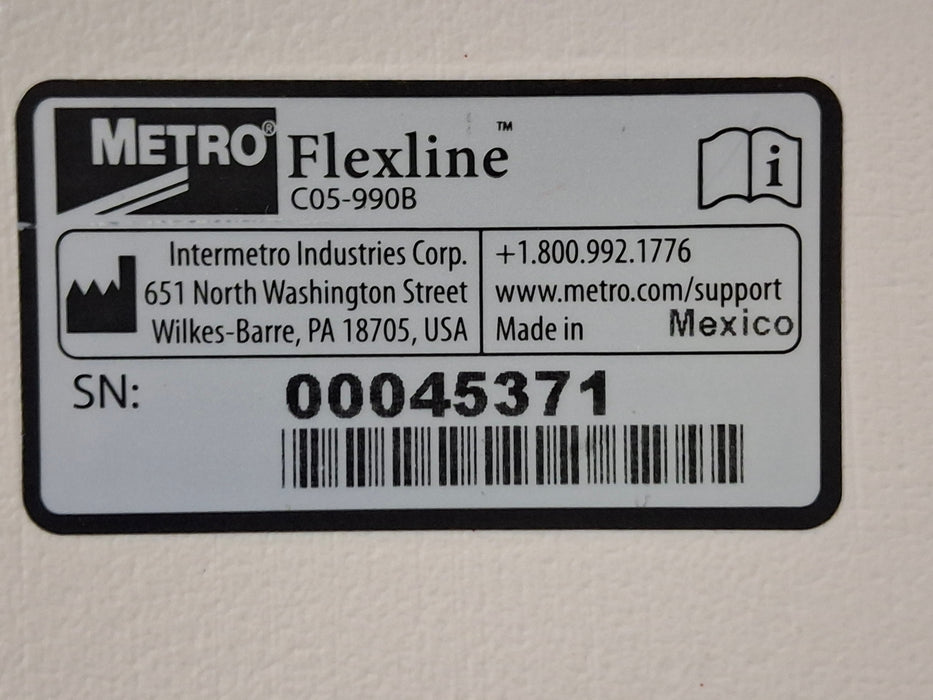 METRO®
Flexline™
C05-990B
i
Intermetro Industries Corp.
651 North Washington Street
Wilkes-Barre, PA 18705, USA
+1.800.992.1776
www.metro.com/support
Made in Mexico
SN: 00045371